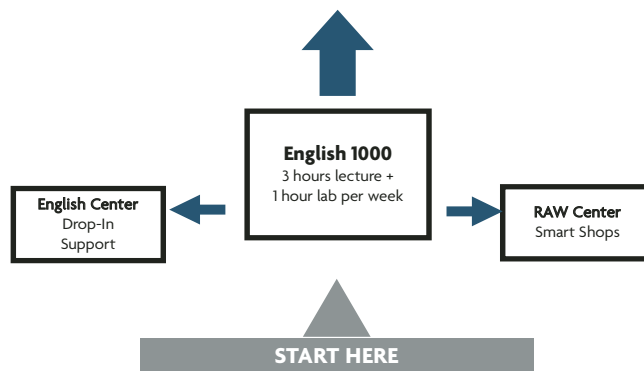 English 1000
3 hours lecture +
1 hour lab per week
English Center
Drop-In
Support
RAW Center
Smart Shops
START HERE